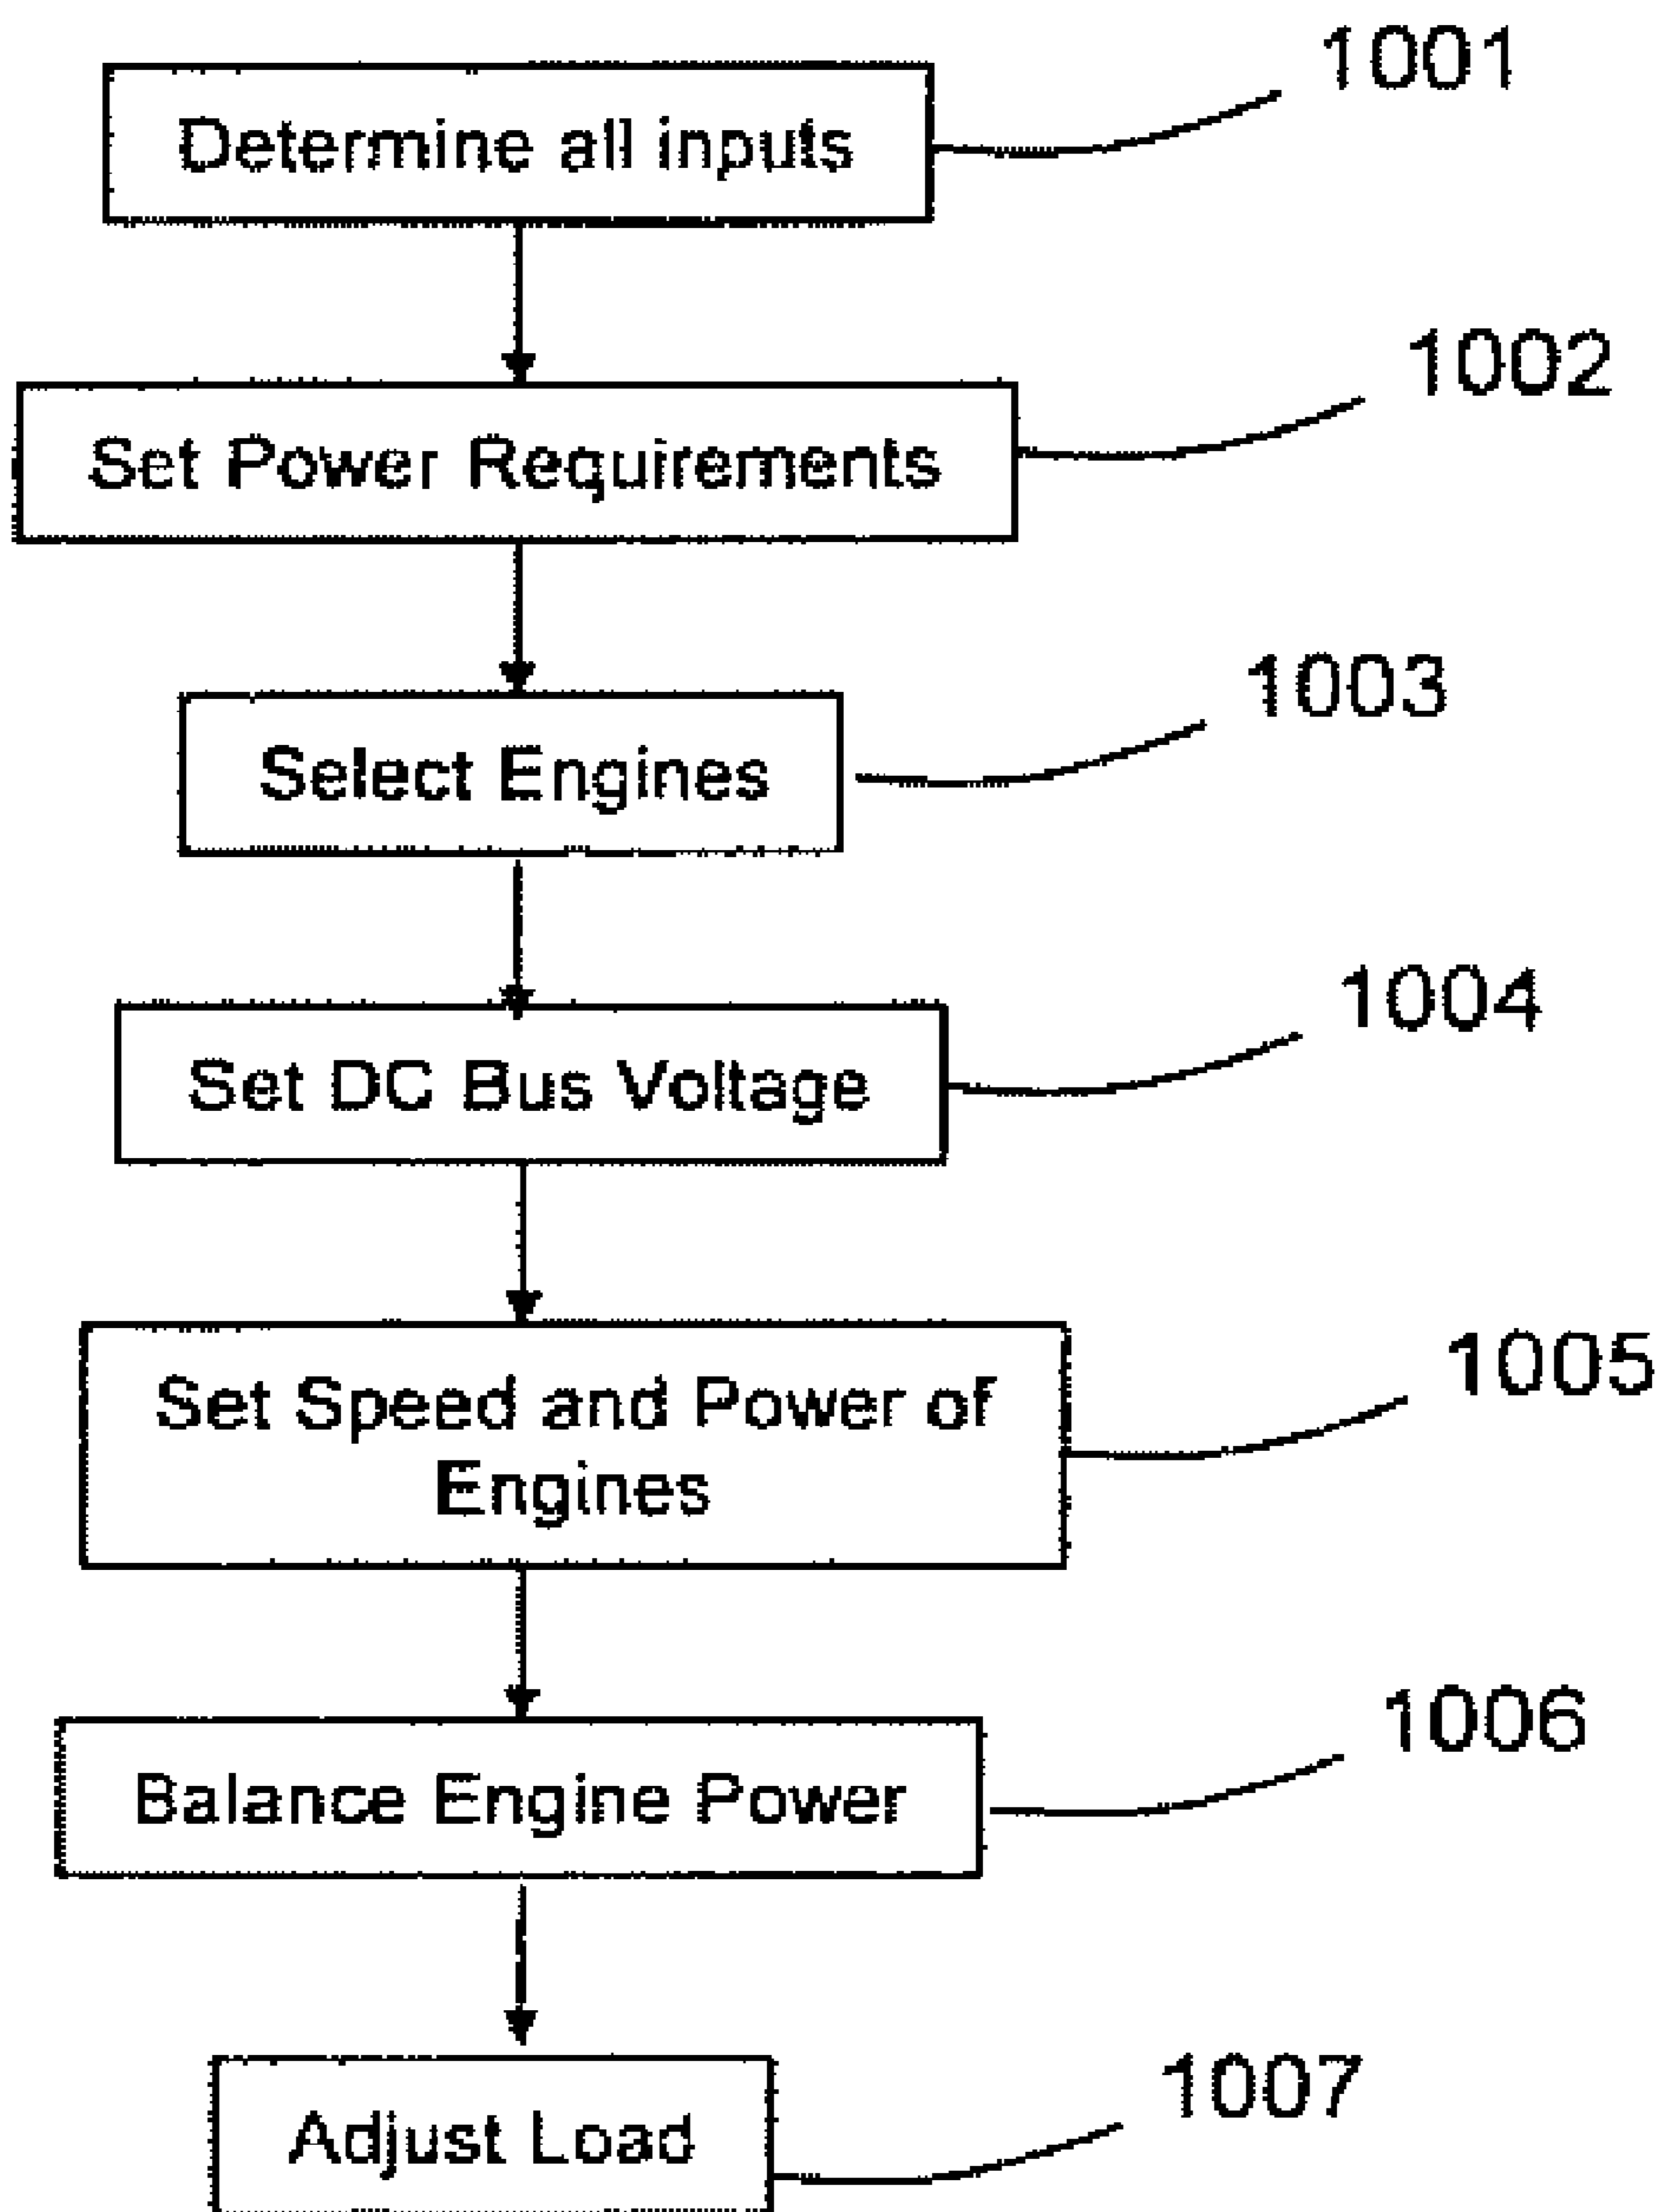 1001
Determine all inputs
1002
Set Power Requirements
1003
Select Engines
1004
Set DC Bus Voltage
1005
Set Speed and Power of
Engines
1006
Balance Engine Power
1007
Adjust Load